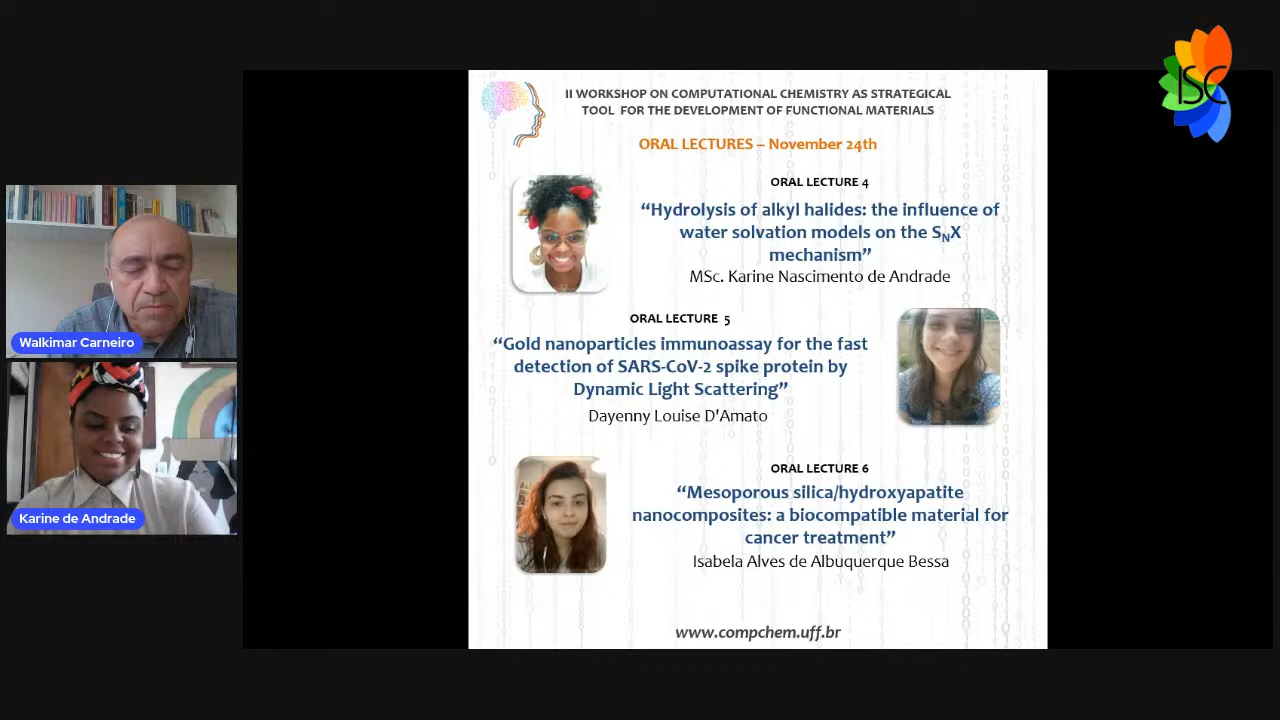 II WORKSHOP ON COMPUTATIONAL CHEMISTRY AS STRATEGICAL
TOOL FOR THE DEVELOPMENT OF FUNCTIONAL MATERIALS
ISC
ORAL LECTURES – November 24th
ORAL LECTURE 4
“Hydrolysis of alkyl halides: the influence of
water solvation models on the SNX
mechanism”
MSc. Karine Nascimento de Andrade
ORAL LECTURE 5
“Gold nanoparticles immunoassay for the fast
detection of SARS-CoV-2 spike protein by
Dynamic Light Scattering”
Dayenny Louise D'Amato
ORAL LECTURE 6
“Mesoporous silica/hydroxyapatite
nanocomposites: a biocompatible material for
cancer treatment”
Isabela Alves de Albuquerque Bessa
www.compchem.uff.br
Walkimar Carneiro
Karine de Andrade